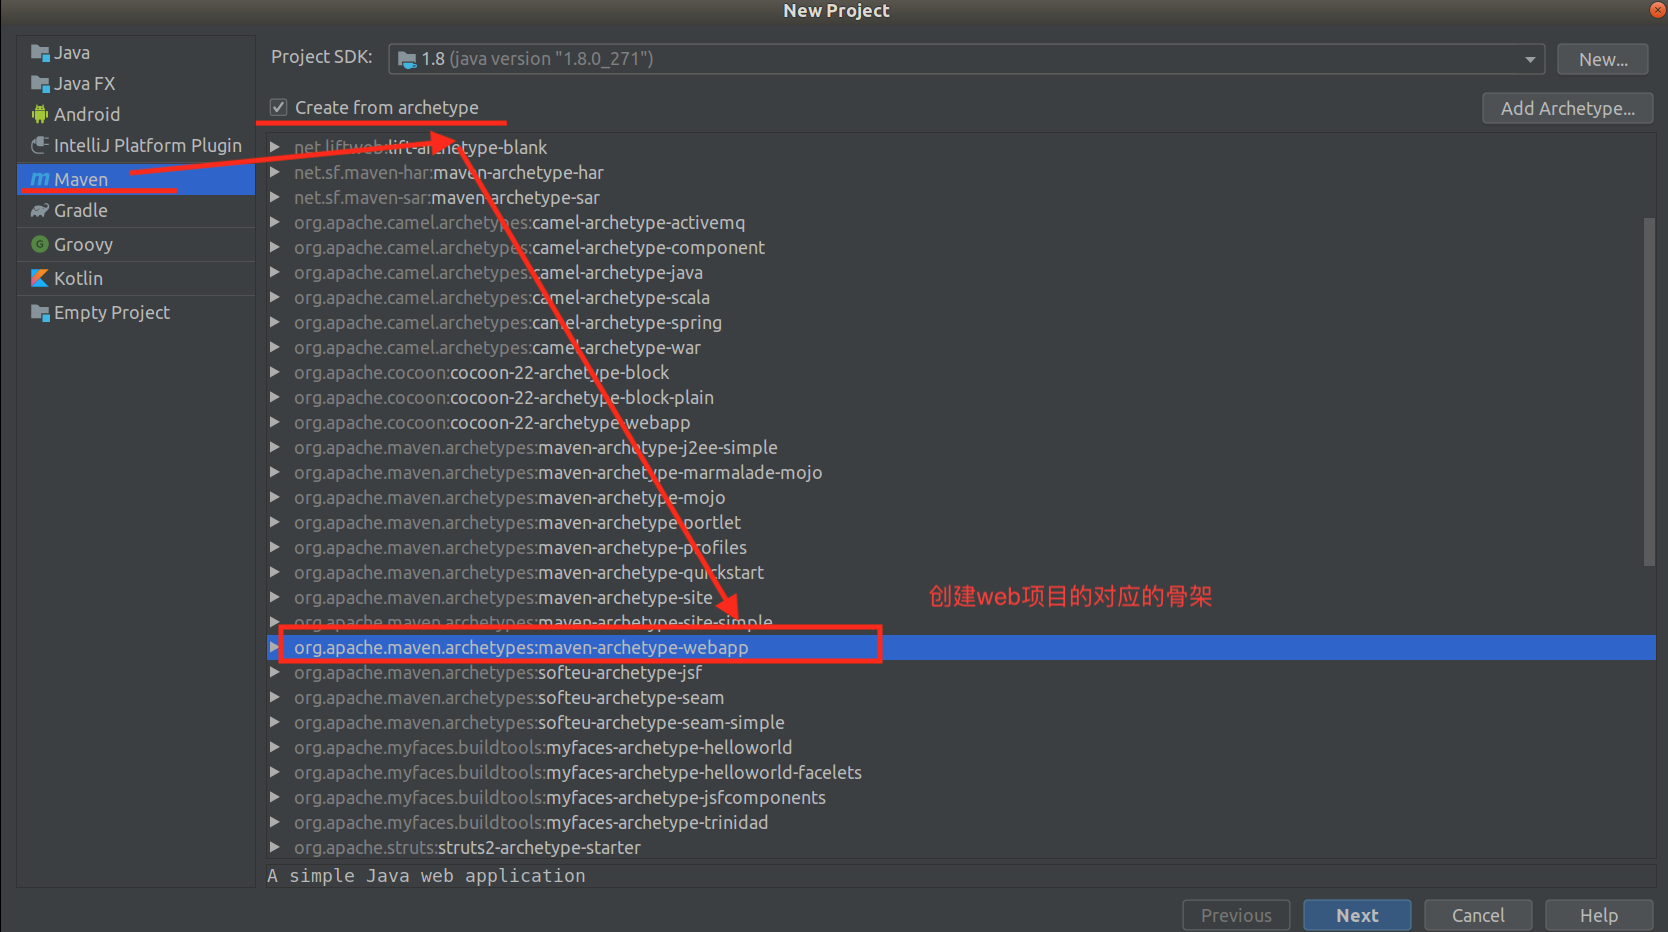 New Project
Java
Java FX
Android
IntelliJ Platform Plugin
Maven
Gradle
Groovy
Kotlin
Empty Project
Project SDK: 1.8 (java version "1.8.0_271") New...
Create from archetype
Add Archetype...
net.liftweb:lift-archetype-blank
net.sf.maven-har:maven-archetype-har
net.sf.maven-sar:maven-archetype-sar
org.apache.camel.archetypes:camel-archetype-activemq
org.apache.camel.archetypes:camel-archetype-component
org.apache.camel.archetypes:camel-archetype-java
org.apache.camel.archetypes:camel-archetype-scala
org.apache.camel.archetypes:camel-archetype-spring
org.apache.camel.archetypes:camel-archetype-war
org.apache.cocoon:cocoon-22-archetype-block
org.apache.cocoon:cocoon-22-archetype-block-plain
org.apache.cocoon:cocoon-22-archetype-webapp
org.apache.maven.archetypes:maven-archetype-j2ee-simple
org.apache.maven.archetypes:maven-archetype-marmalade-mojo
org.apache.maven.archetypes:maven-archetype-mojo
org.apache.maven.archetypes:maven-archetype-portlet
org.apache.maven.archetypes:maven-archetype-profiles
org.apache.maven.archetypes:maven-archetype-quickstart
org.apache.maven.archetypes:maven-archetype-site
创建web项目的对应的骨架
org.apache.maven.archetypes:maven-archetype-site-simple
org.apache.maven.archetypes:maven-archetype-webapp
org.apache.maven.archetypes:softeu-archetype-jsf
org.apache.maven.archetypes:softeu-archetype-seam
org.apache.maven.archetypes:softeu-archetype-seam-simple
org.apache.myfaces.buildtools:myfaces-archetype-helloworld
org.apache.myfaces.buildtools:myfaces-archetype-helloworld-facelets
org.apache.myfaces.buildtools:myfaces-archetype-jsfcomponents
org.apache.myfaces.buildtools:myfaces-archetype-trinidad
org.apache.struts:struts2-archetype-starter
A simple Java web application
Previous Next Cancel Help